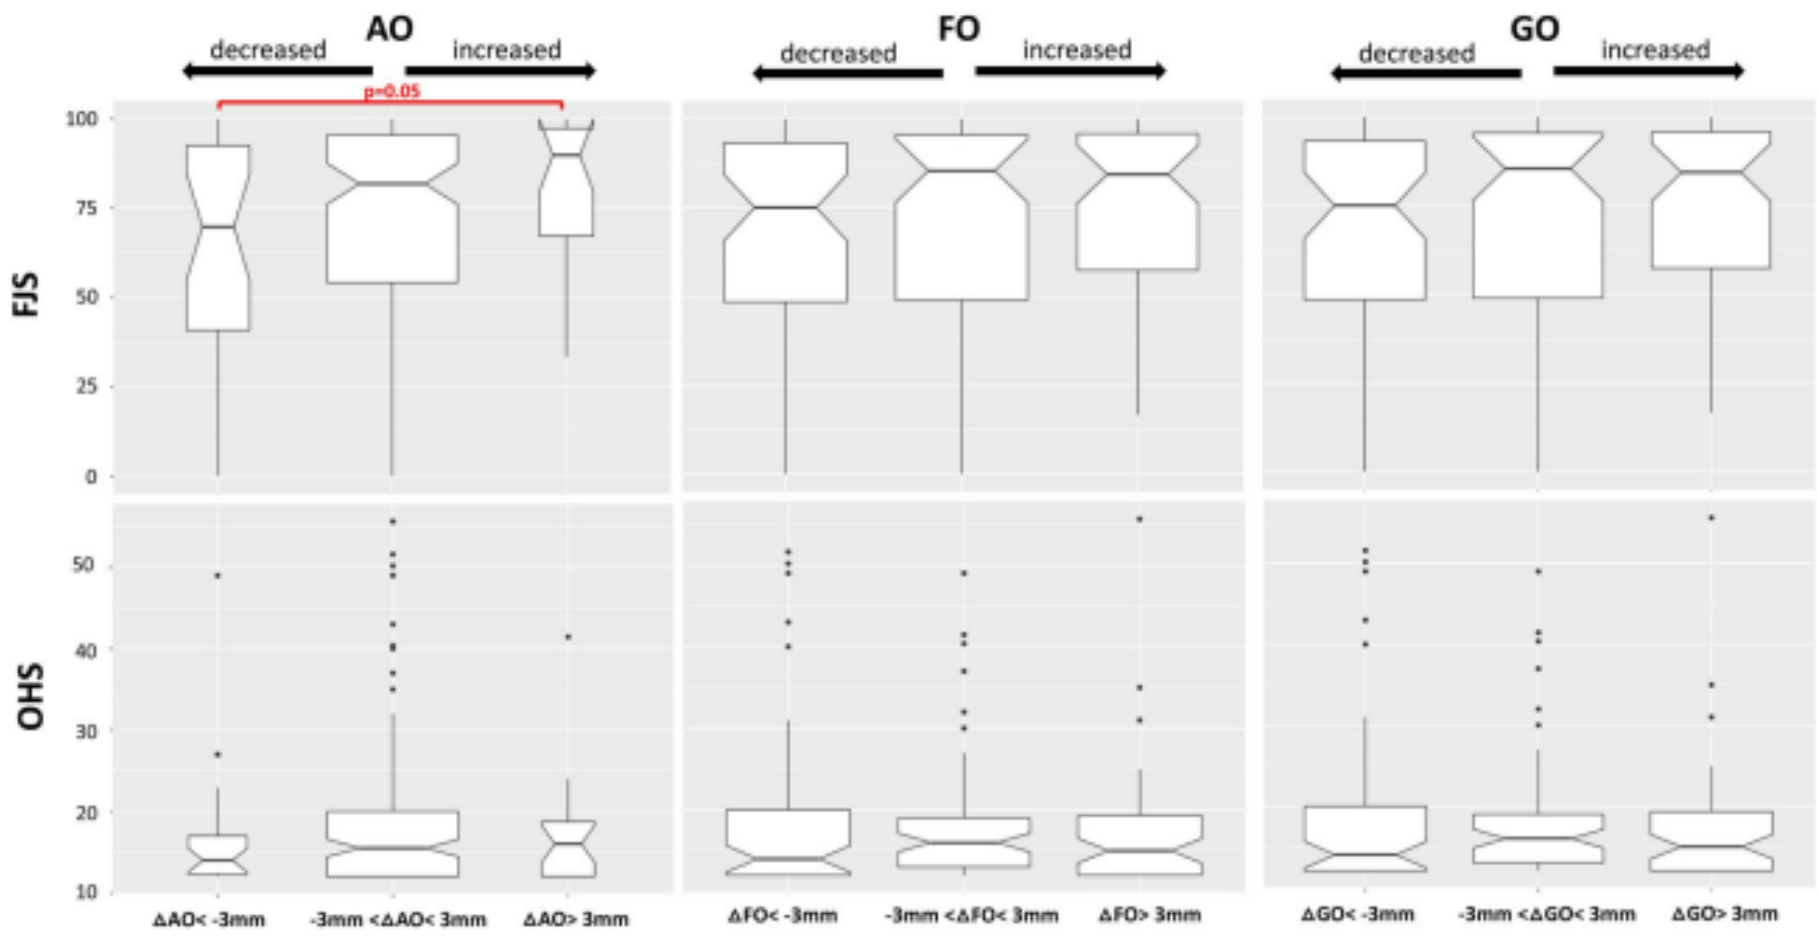 AO
FO
GO
decreased increased
decreased increased
decreased increased
p=0.05
FJS
100
75
50
25
0
OHS
50
40
30
20
10
ΔAO< -3mm
-3mm <ΔAO< 3mm
ΔAO> 3mm
ΔFO< -3mm
-3mm <ΔFO< 3mm
ΔFO> 3mm
ΔGO< -3mm
-3mm <ΔGO< 3mm
ΔGO> 3mm